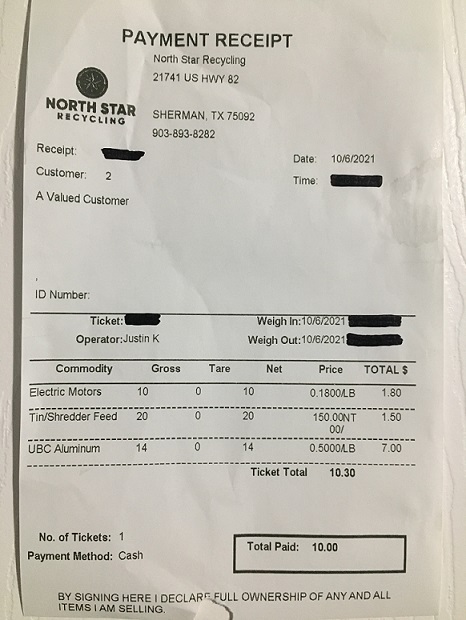 PAYMENT RECEIPT
North Star Recycling
21741 US HWY 82
NORTH STAR
RECYCLING
SHERMAN, TX 75092
903-893-8282
Receipt:
Date: 10/6/2021
Customer: 2
Time:
A Valued Customer
ID Number:
Ticket: Weigh In:10/6/2021
Operator:Justin K Weigh Out:10/6/2021
Commodity Gross Tare Net Price TOTAL $
Electric Motors 10 0 10 0.1800/LB 1.80
Tin/Shredder Feed 20 0 20 150.00NT 1.50
00/
UBC Aluminum 14 0 14 0.5000/LB 7.00
Ticket Total 10.30
No. of Tickets: 1
Payment Method: Cash
Total Paid: 10.00
BY SIGNING HERE I DECLARE FULL OWNERSHIP OF ANY AND ALL
ITEMS I AM SELLING.